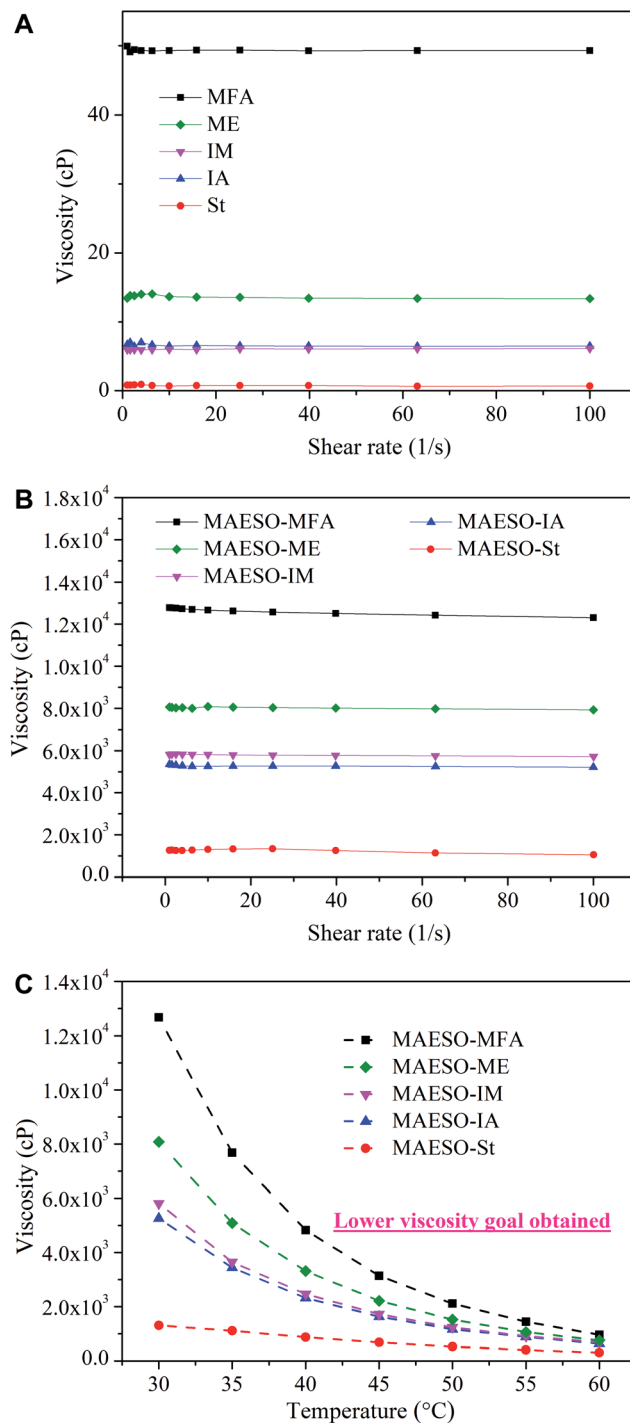 A
Viscosity (cP)
40
20
0
MFA
ME
IM
IA
St
0 20 40 60 80 100
Shear rate (1/s)
B
Viscosity (cP)
1.8x10⁴
1.6x10⁴
1.4x10⁴
1.2x10⁴
1.0x10⁴
8.0x10³
6.0x10³
4.0x10³
2.0x10³
0.0
MAESO-MFA MAESO-IA
MAESO-ME MAESO-St
MAESO-IM
0 20 40 60 80 100
Shear rate (1/s)
C
Viscosity (cP)
1.4x10⁴
1.2x10⁴
1.0x10⁴
8.0x10³
6.0x10³
4.0x10³
2.0x10³
0.0
MAESO-MFA
MAESO-ME
MAESO-IM
MAESO-IA
MAESO-St
Lower viscosity goal obtained
30 35 40 45 50 55 60
Temperature (°C)